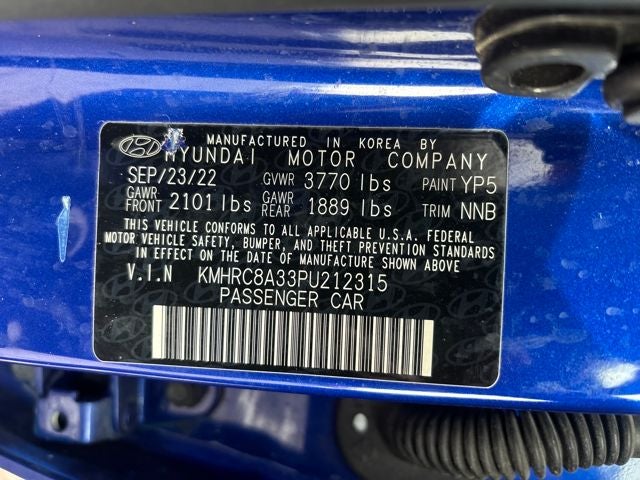 MANUFACTURED IN KOREA BY
HYUNDAI MOTOR COMPANY
SEP/23/22 GVWR 3770 lbs PAINT YP5
GAWR FRONT 2101 lbs GAWR REAR 1889 lbs TRIM NNB
THIS VEHICLE CONFORMS TO ALL APPLICABLE U.S.A. FEDERAL
MOTOR VEHICLE SAFETY, BUMPER, AND THEFT PREVENTION STANDARDS
IN EFFECT ON THE DATE OF MANUFACTURE SHOWN ABOVE.
V.I.N KMHRC8A33PU212315
PASSENGER CAR